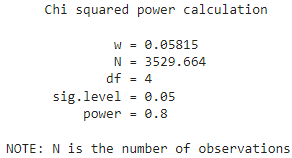 Chi squared power calculation
w = 0.05815
N = 3529.664
df = 4
sig.level = 0.05
power = 0.8
NOTE: N is the number of observations